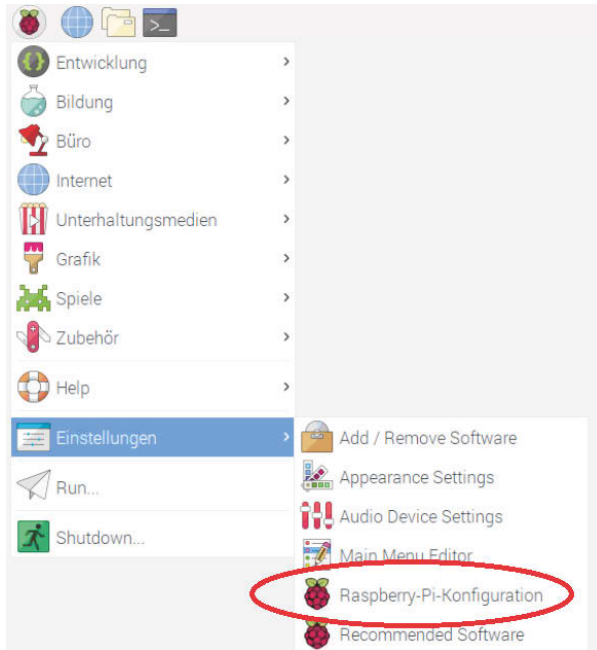 Entwicklung
Bildung
Büro
Internet
Unterhaltungsmedien
Grafik
Spiele
Zubehör
Help
Einstellungen
Run...
Shutdown...
Add / Remove Software
Appearance Settings
Audio Device Settings
Main Menu Editor
Raspberry-Pi-Konfiguration
Recommended Software